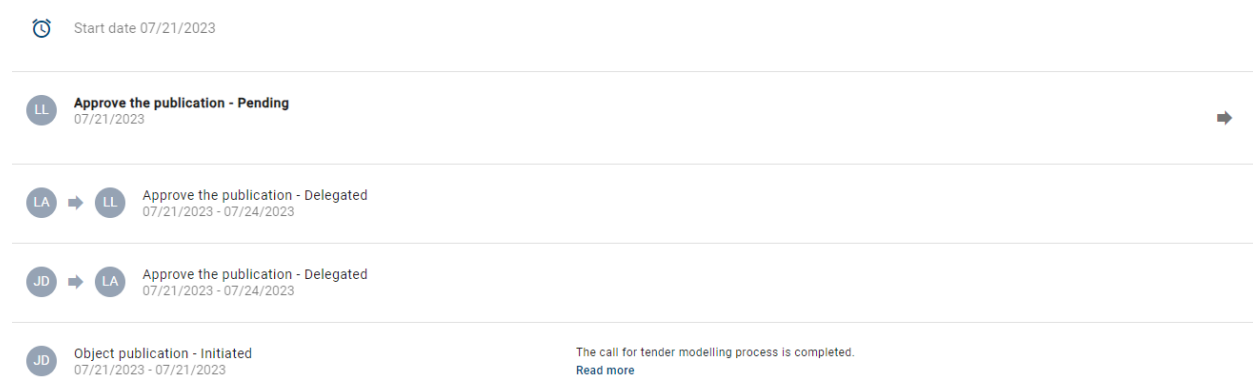 Start date 07/21/2023
LL
Approve the publication - Pending
07/21/2023
LA
LL
Approve the publication - Delegated
07/21/2023 - 07/24/2023
JD
LA
Approve the publication - Delegated
07/21/2023 - 07/24/2023
JD
Object publication - Initiated
07/21/2023 - 07/21/2023
The call for tender modelling process is completed.
Read more